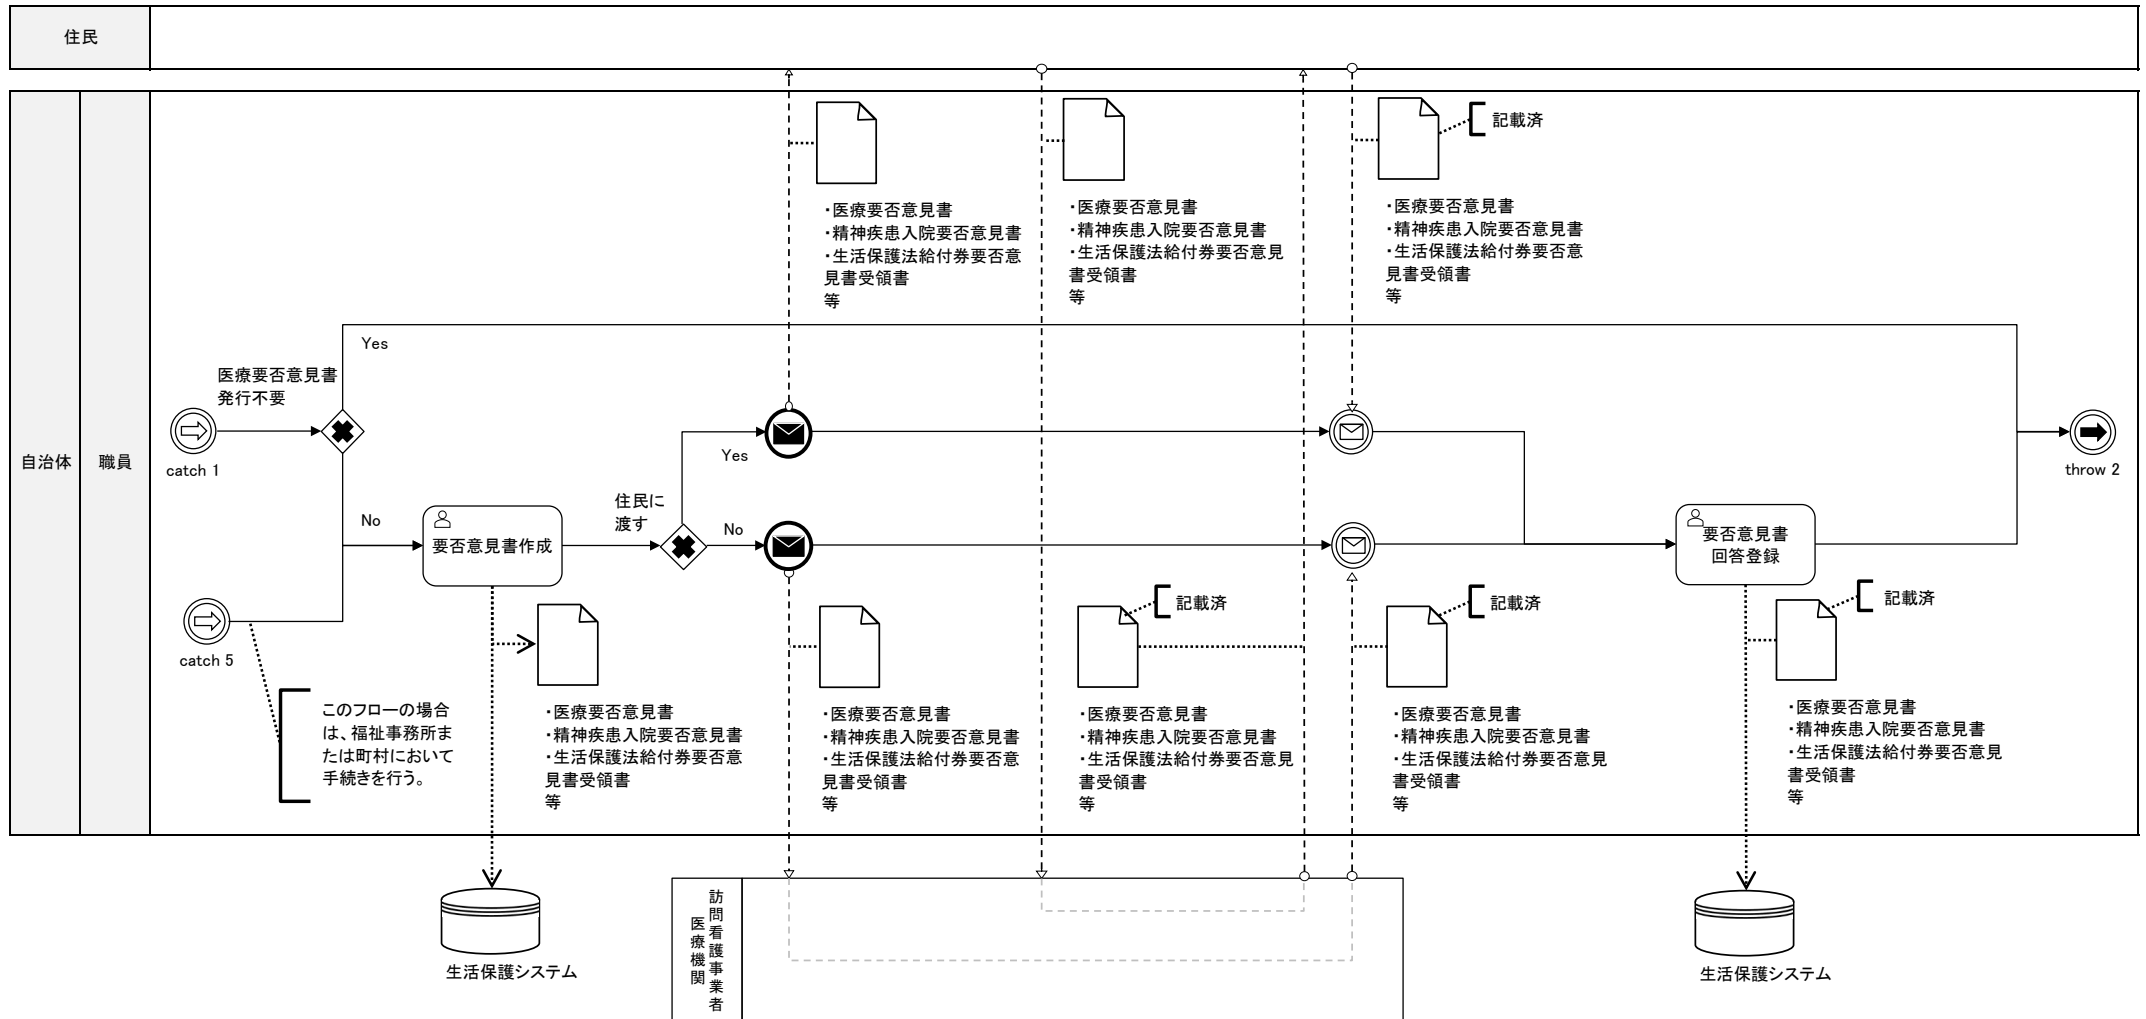 住民
自治体
職員
記載済
・医療要否意見書
・精神疾患入院要否意見書
・生活保護法給付券要否意
見書受領書
等
・医療要否意見書
・精神疾患入院要否意見書
・生活保護法給付券要否意見
書受領書
等
・医療要否意見書
・精神疾患入院要否意見書
・生活保護法給付券要否意
見書受領書
等
Yes
医療要否意見書
発行不要
catch 1
No
要否意見書作成
住民に
渡す
Yes
No
throw 2
要否意見書
回答登録
catch 5
このフローの場合
は、福祉事務所ま
たは町村において
手続きを行う。
・医療要否意見書
・精神疾患入院要否意見書
・生活保護法給付券要否意
見書受領書
等
・医療要否意見書
・精神疾患入院要否意見書
・生活保護法給付券要否意
見書受領書
等
記載済
・医療要否意見書
・精神疾患入院要否意見書
・生活保護法給付券要否意見
書受領書
等
記載済
・医療要否意見書
・精神疾患入院要否意見書
・生活保護法給付券要否意見
書受領書
等
記載済
・医療要否意見書
・精神疾患入院要否意見書
・生活保護法給付券要否意見
書受領書
等
生活保護システム
訪問看護事業者
医療機関
生活保護システム